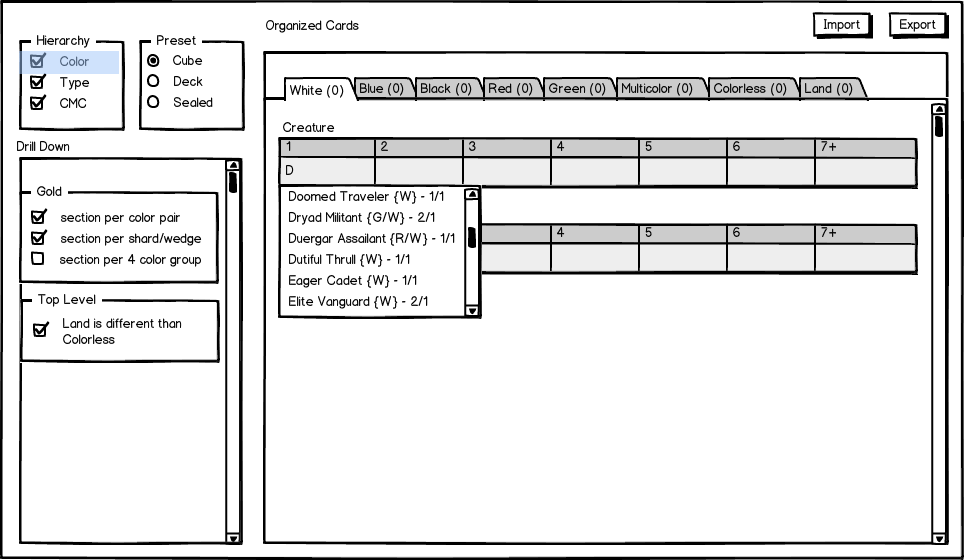 Organized Cards
Import
Export
Hierarchy
Color
Type
CMC
Preset
Cube
Deck
Sealed
Drill Down
Gold
section per color pair
section per shard/wedge
section per 4 color group
Top Level
Land is different than
Colorless
White (0)
Blue (0)
Black (0)
Red (0)
Green (0)
Multicolor (0)
Colorless (0)
Land (0)
Creature
1 2 3 4 5 6 7+
D
Doomed Traveler {W} - 1/1
Dryad Militant {G/W} - 2/1
Duergar Assailant {R/W} - 1/1
Dutiful Thrull {W} - 1/1
Eager Cadet {W} - 1/1
Elite Vanguard {W} - 2/1
4 5 6 7+